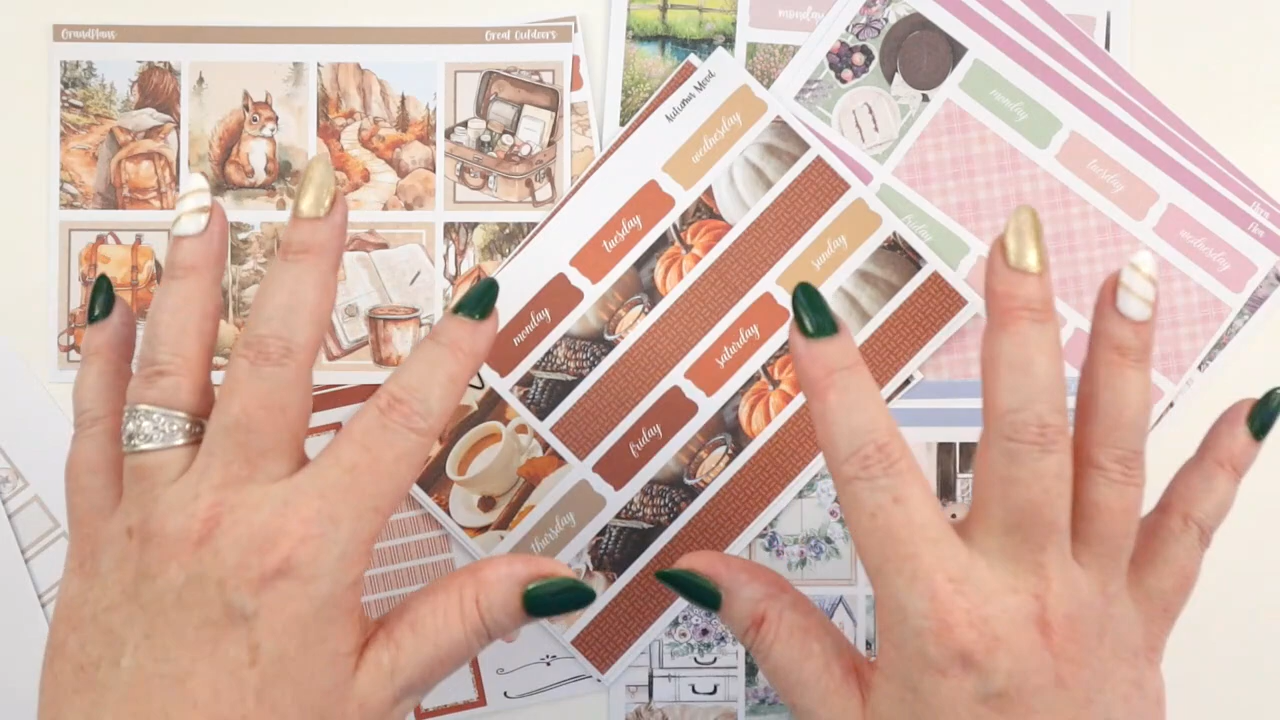 GrandPlans
Great Outdoors
Autumn Mood
monday
tuesday
wednesday
thursday
friday
saturday
sunday
monday
monday
tuesday
wednesday
friday